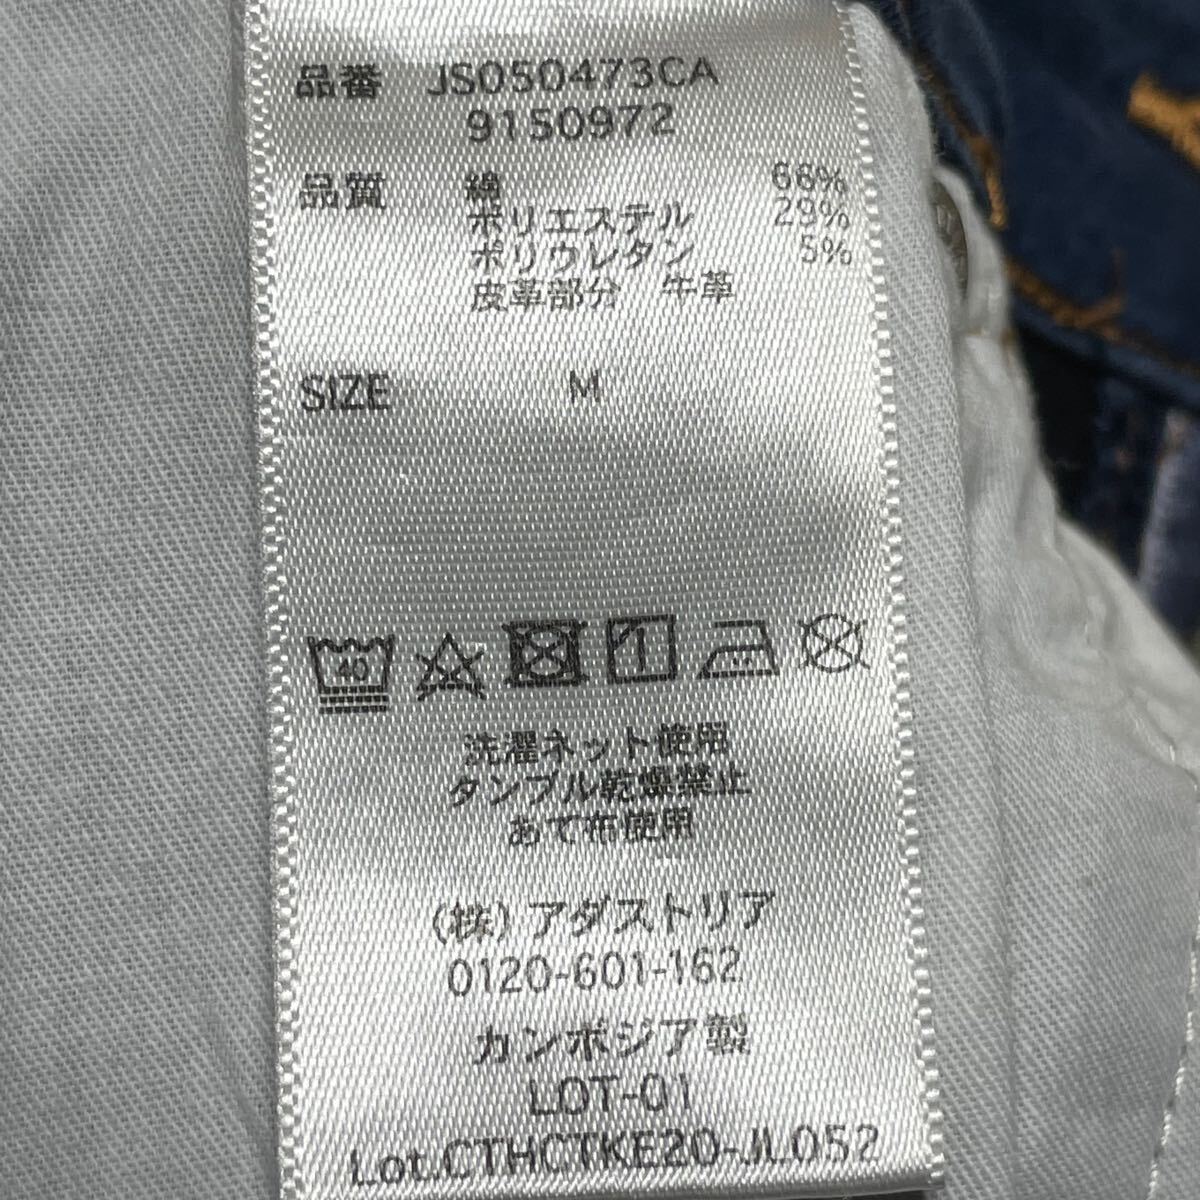 品番 JS050473CA
9150972
品質 綿 66%
ポリエステル 29%
ポリウレタン 5%
皮革部分 牛革
SIZE M
40
洗濯ネット使用
タンブル乾燥禁止
あて布使用
(株)アダストリア
0120-601-162
カンボジア製
LOT-01
Lot.CTHCTKE20-JL052